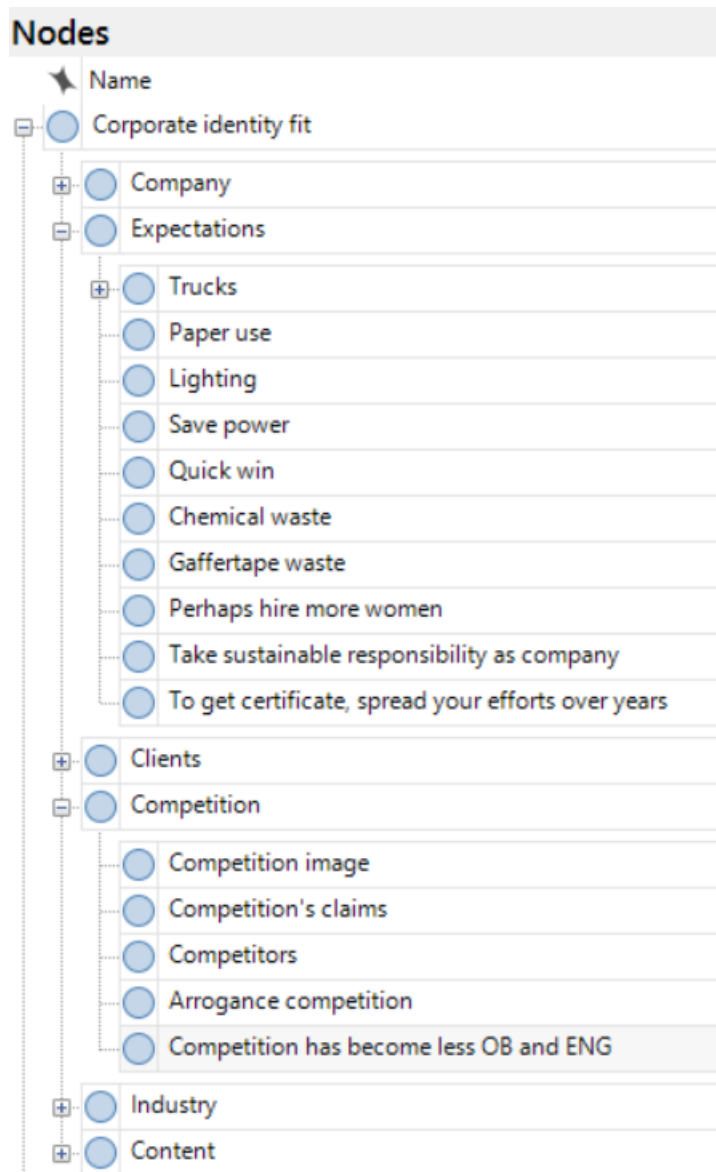 Nodes
Name
Corporate identity fit
Company
Expectations
Trucks
Paper use
Lighting
Save power
Quick win
Chemical waste
Gaffertape waste
Perhaps hire more women
Take sustainable responsibility as company
To get certificate, spread your efforts over years
Clients
Competition
Competition image
Competition's claims
Competitors
Arrogance competition
Competition has become less OB and ENG
Industry
Content